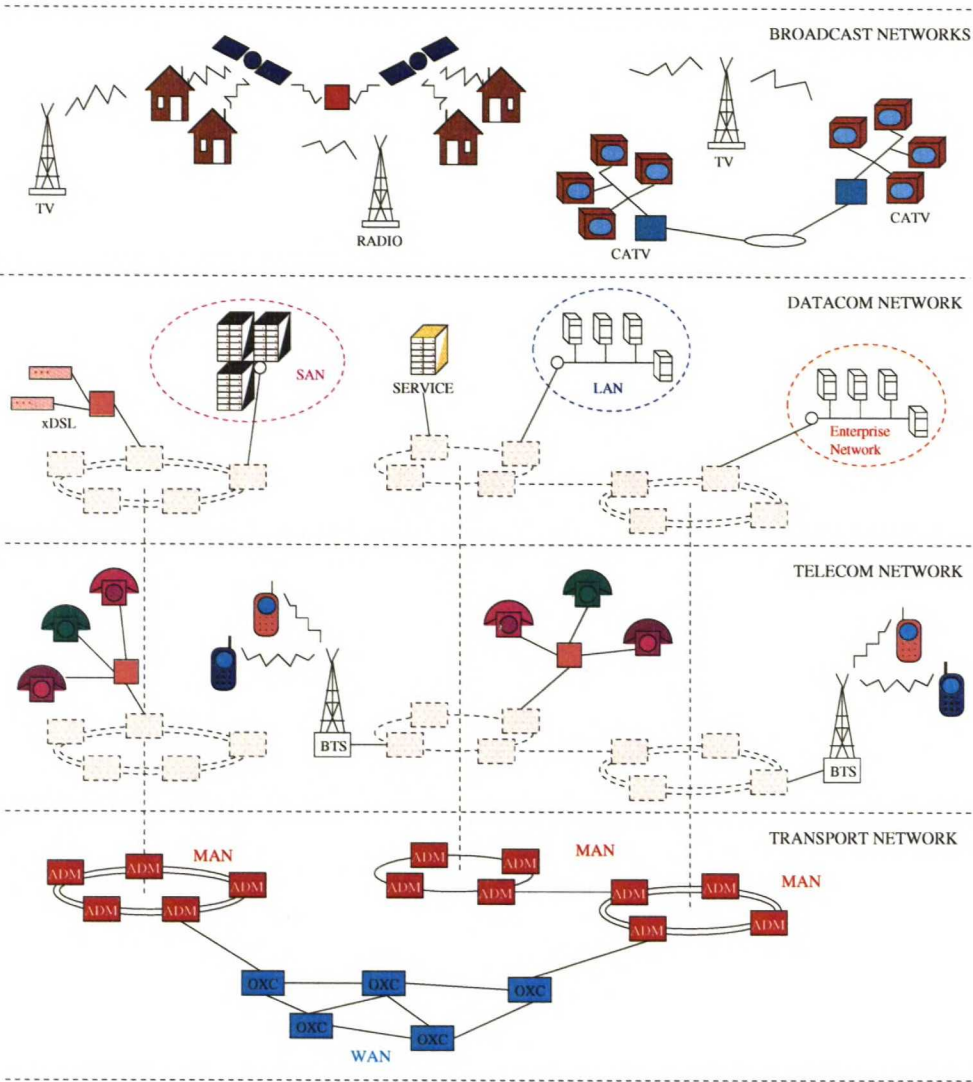 BROADCAST NETWORKS
TV
RADIO
TV
CATV
CATV
DATACOM NETWORK
SAN
xDSL
SERVICE
LAN
Enterprise
Network
TELECOM NETWORK
BTS
BTS
TRANSPORT NETWORK
MAN
ADM
ADM
ADM
ADM
ADM
MAN
ADM
ADM
ADM
ADM
MAN
ADM
ADM
ADM
ADM
OXC
OXC
OXC
OXC
OXC
WAN